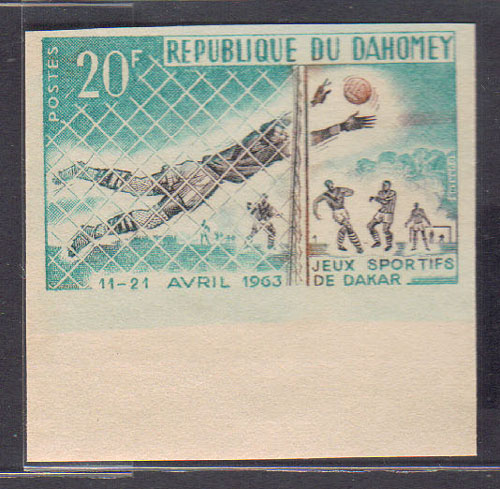 POSTES
20F
REPUBLIQUE DU DAHOMEY
11-21 AVRIL 1963
JEUX SPORTIFS
DE DAKAR